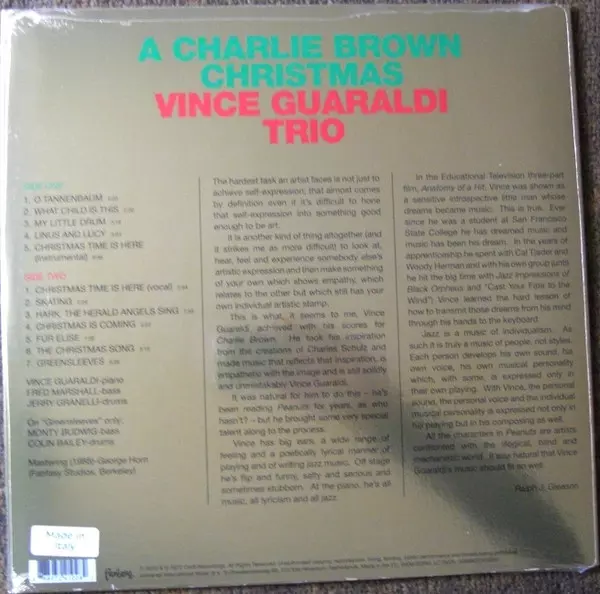 A CHARLIE BROWN
CHRISTMAS
VINCE GUARALDI
TRIO
SIDE ONE
1. O TANNENBAUM
2. WHAT CHILD IS THIS
3. MY LITTLE DRUM
4. LINUS AND LUCY
5. CHRISTMAS TIME IS HERE
(instrumental)
SIDE TWO
1. CHRISTMAS TIME IS HERE (vocal)
2. SKATING
3. HARK, THE HERALD ANGELS SING
4. CHRISTMAS IS COMING
5. FUR ELISE
6. THE CHRISTMAS SONG
7. GREENSLEEVES
VINCE GUARALDI-piano
FRED MARSHALL-bass
JERRY GRANELLI-drums
On "Greensleeves" only:
MONTY BUDWIG-bass
COLIN BAILEY-drums
Mastering (1988)-George Horn
(Fantasy Studios, Berkeley)
The hardest task an artist faces is not just to
achieve self-expression; that almost comes
by definition even if it's difficult to hone
that self-expression into something good
enough to be art.
It is another kind of thing altogether (and
it strikes me as more difficult) to look at,
hear, feel and experience somebody else's
artistic expression and then make something
of your own which shows empathy, which
relates to the other but which still has your
own individual artistic stamp.
This is what, it seems to me, Vince
Guaraldi achieved with his scores for
Charlie Brown. He took his inspiration
from the creations of Charles Schulz and
made music that reflects that inspiration, is
empathetic with the image and is still solidly
and unmistakably Vince Guaraldi.
It was natural for him to do this – he's
been reading Peanuts for years, as who
hasn't? – but he brought some very special
talent along to the process.
Vince has big ears, a wide range of
feeling and a poetically lyrical manner of
playing and of writing jazz music. Off stage
he's flip and funny, salty and serious and
sometimes stubborn. At the piano, he's all
music, all lyricism and all jazz.
In the Educational Television three-part
film, Anatomy of a Hit, Vince was shown as
a sensitive introspective little man whose
dreams became music. This is true. Ever
since he was a student at San Francisco
State College he has dreamed music and
music has been his dream. In the years of
apprenticeship he spent with Cal Tjader and
Woody Herman and with his own group (until
he hit the big time with Jazz Impressions of
Black Orpheus and "Cast Your Fate to the
Wind") Vince learned the hard lesson of
how to transmit those dreams from his mind
through his hands to the keyboard.
Jazz is a music of individualism. As
such it is truly a music of people, not styles.
Each person develops his own sound, his
own voice, his own musical personality
which, with some, is expressed only in
their own playing. With Vince, the personal
sound, the personal voice and the individual
musical personality is expressed not only in
his playing but in his composing as well.
All the characters in Peanuts are artists
confronted with the illogical, blind and
mechanistic world. It was natural that Vince
Guaraldi's music should fit so well.
Ralph J. Gleason
Made in
Italy
fantasy